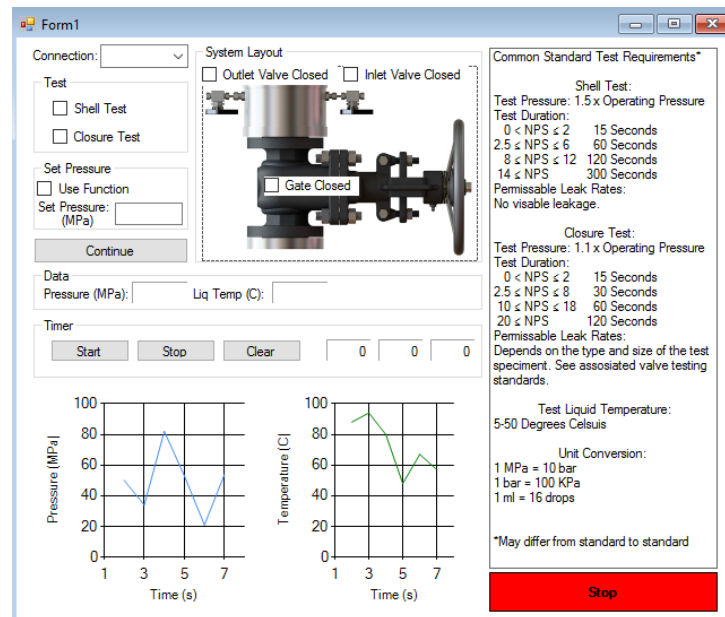 Form1
Connection:
Test
Shell Test
Closure Test
Set Pressure
Use Function
Set Pressure:
(MPa)
Continue
System Layout
Outlet Valve Closed
Inlet Valve Closed
Gate Closed
Data
Pressure (MPa):
Liq Temp (C):
Timer
Start
Stop
Clear
0
0
0
100
80
60
40
20
0
Pressure (MPa)
1 3 5 7
Time (s)
100
80
60
40
20
0
Temperature (C)
1 3 5 7
Time (s)
Common Standard Test Requirements*
Shell Test:
Test Pressure: 1.5 x Operating Pressure
Test Duration:
0 < NPS ≤ 2 15 Seconds
2.5 ≤ NPS ≤ 6 60 Seconds
8 ≤ NPS ≤ 12 120 Seconds
14 ≤ NPS 300 Seconds
Permissable Leak Rates:
No visable leakage.
Closure Test:
Test Pressure: 1.1 x Operating Pressure
Test Duration:
0 < NPS ≤ 2 15 Seconds
2.5 ≤ NPS ≤ 8 30 Seconds
10 ≤ NPS ≤ 18 60 Seconds
20 ≤ NPS 120 Seconds
Permissable Leak Rates:
Depends on the type and size of the test
speciment. See assosiated valve testing
standards.
Test Liquid Temperature:
5-50 Degrees Celsuis
Unit Conversion:
1 MPa = 10 bar
1 bar = 100 KPa
1 ml = 16 drops
*May differ from standard to standard
Stop